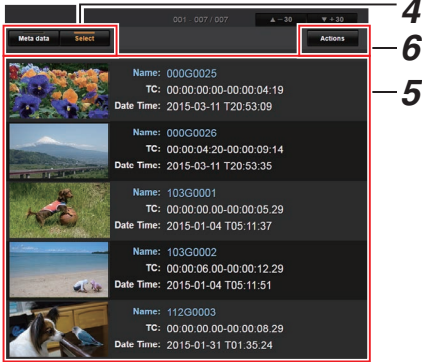 4
001 - 007 / 007 ▲ - 30 ▼ + 30
Meta data Select Actions
6
5
Name: 000G0025
TC: 00:00:00:00-00:00:04:19
Date Time: 2015-03-11 T20:53:09
Name: 000G0026
TC: 00:00:04:20-00:00:09:14
Date Time: 2015-03-11 T20:53:35
Name: 103G0001
TC: 00:00:00.00-00:00:05.29
Date Time: 2015-01-04 T05:11:37
Name: 103G0002
TC: 00:00:06.00-00:00:12.29
Date Time: 2015-01-04 T05:11:51
Name: 112G0003
TC: 00:00:00.00-00:00:08.29
Date Time: 2015-01-31 T01.35.24